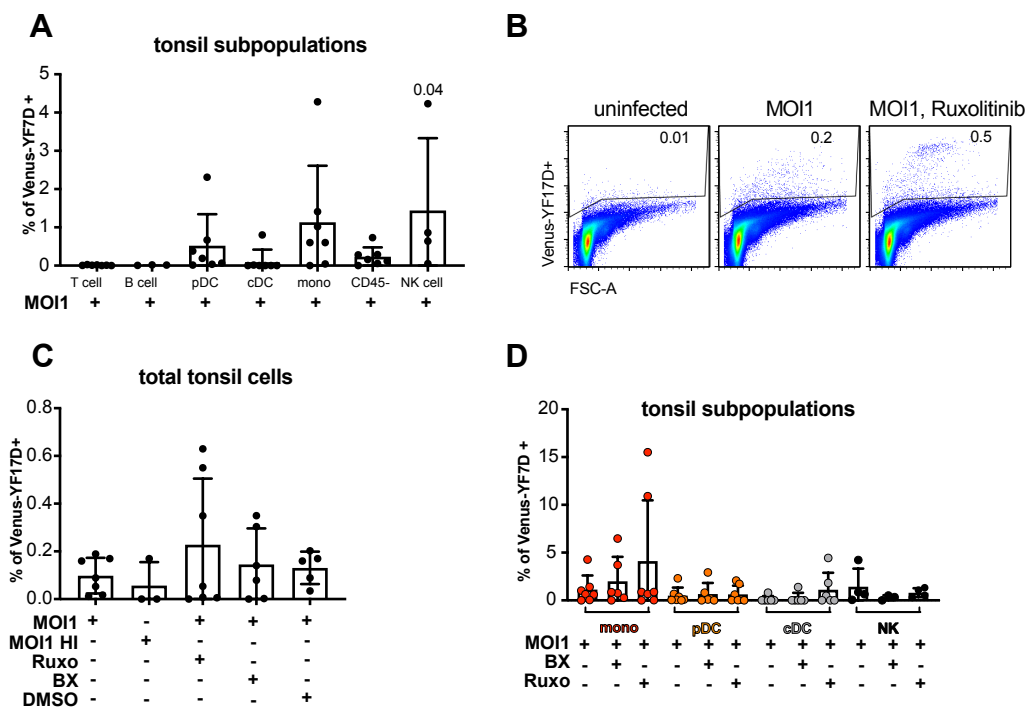 A
tonsil subpopulations
% of Venus-YF7D +
5
4
3
2
1
0
0.04
T cell B cell pDC cDC mono CD45- NK cell
MOI1 + + + + + + +
B
uninfected MOI1 MOI1, Ruxolitinib
0.01 0.2 0.5
Venus-YF17D+
FSC-A
C
total tonsil cells
% of Venus-YF17D+
0.8
0.6
0.4
0.2
0.0
MOI1 + - + + +
MOI1 HI - + - - -
Ruxo - - + - -
BX - - - + -
DMSO - - - - +
D
tonsil subpopulations
% of Venus-YF7D +
20
15
10
5
0
mono pDC cDC NK
MOI1 + + + + + + + + + + + +
BX - + - - + - - + - - + -
Ruxo - - + - - + - - + - - +